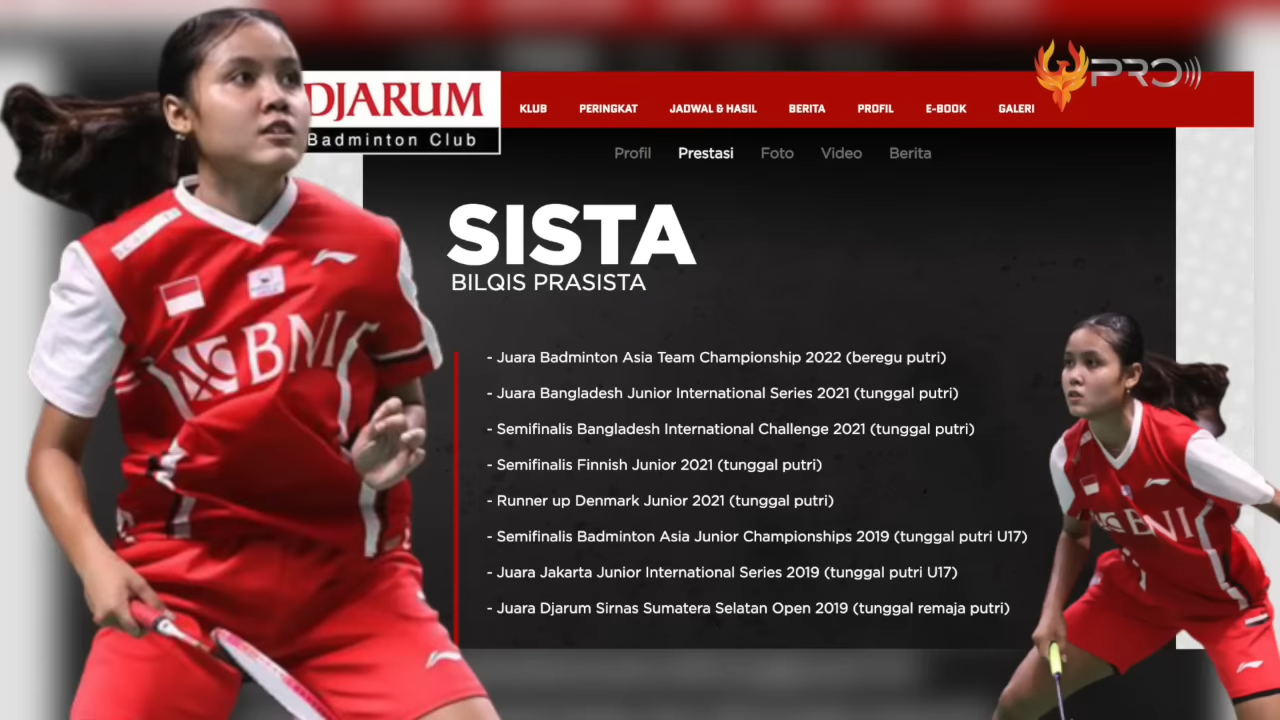 PRO
DJARUM
Badminton Club
KLUB PERINGKAT JADWAL & HASIL BERITA PROFIL E-BOOK GALERI
Profil Prestasi Foto Video Berita
SISTA
BILQIS PRASISTA
- Juara Badminton Asia Team Championship 2022 (beregu putri)
- Juara Bangladesh Junior International Series 2021 (tunggal putri)
- Semifinalis Bangladesh International Challenge 2021 (tunggal putri)
- Semifinalis Finnish Junior 2021 (tunggal putri)
- Runner up Denmark Junior 2021 (tunggal putri)
- Semifinalis Badminton Asia Junior Championships 2019 (tunggal putri U17)
- Juara Jakarta Junior International Series 2019 (tunggal putri U17)
- Juara Djarum Sirnas Sumatera Selatan Open 2019 (tunggal remaja putri)
BNI
BNI